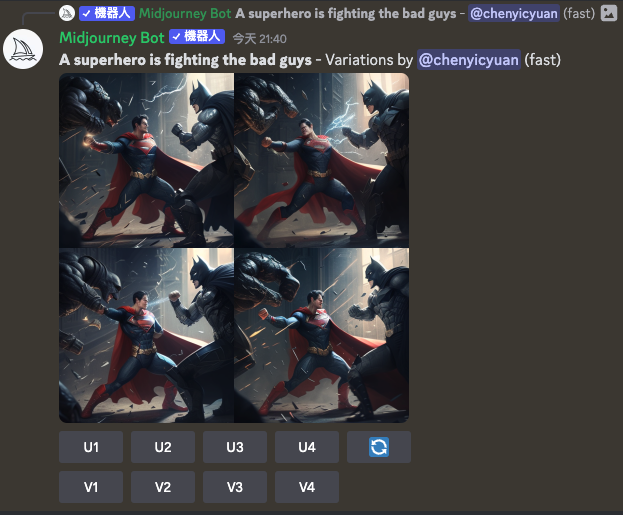 ✓ 機器人 Midjourney Bot A superhero is fighting the bad guys - @chenyicyuan (fast)
Midjourney Bot ✓ 機器人 今天 21:40
A superhero is fighting the bad guys - Variations by @chenyicyuan (fast)
U1 U2 U3 U4
V1 V2 V3 V4